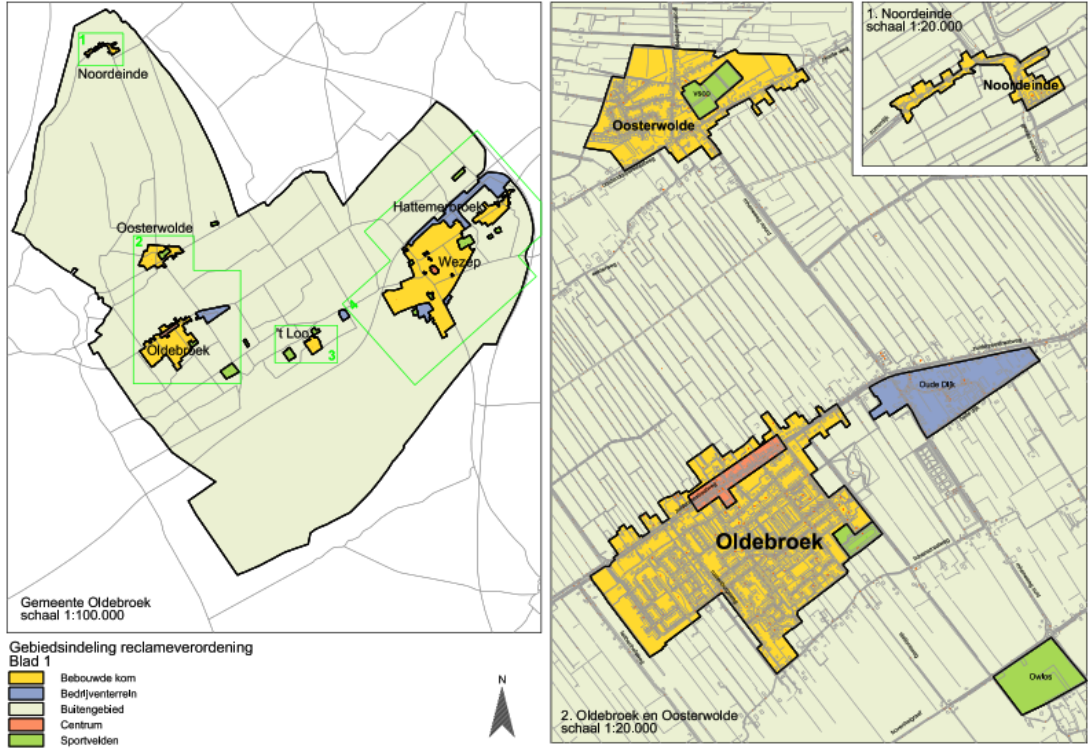 1
Noordeinde
Hattemerbroek
Oosterwolde
2
Wezep
4
't Loo
Oldebroek
3
Gemeente Oldebroek
schaal 1:100.000
Gebiedsindeling reclameverordening
Blad 1
Bebouwde kom
Bedrijventerrein
Buitengebied
Centrum
Sportvelden
N
1. Noordeinde
schaal 1:20.000
Noordeinde
VSCO
Oosterwolde
Oude Dijk
Oldebroek
Owios
2. Oldebroek en Oosterwolde
schaal 1:20.000